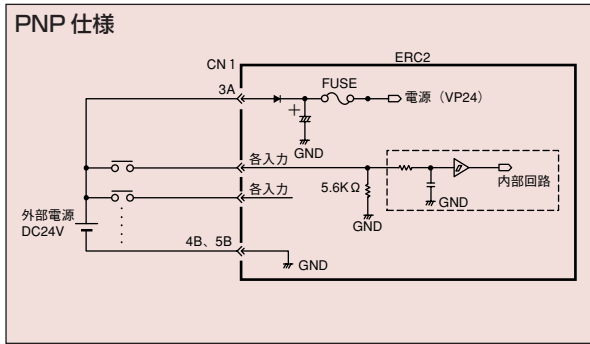 PNP 仕様
CN 1
ERC2
3A
FUSE
電源（VP24）
GND
各入力
5.6KΩ
GND
内部回路
GND
各入力
外部電源
DC24V
4B、5B
GND